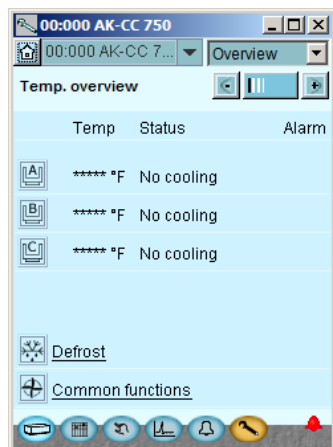 00:000 AK-CC 750
00:000 AK-CC 7... Overview
Temp. overview
Temp Status Alarm
A ***** °F No cooling
B ***** °F No cooling
C ***** °F No cooling
Defrost
Common functions